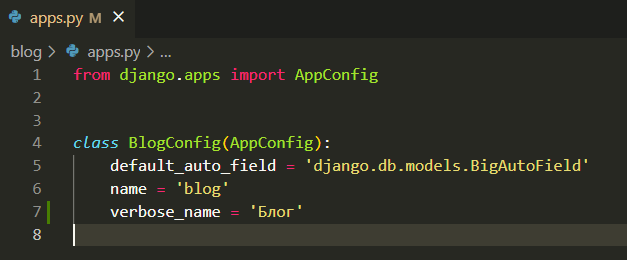 apps.py M ×
blog > apps.py > ...
1 from django.apps import AppConfig
2
3
4 class BlogConfig(AppConfig):
5     default_auto_field = 'django.db.models.BigAutoField'
6     name = 'blog'
7     verbose_name = 'Блог'
8